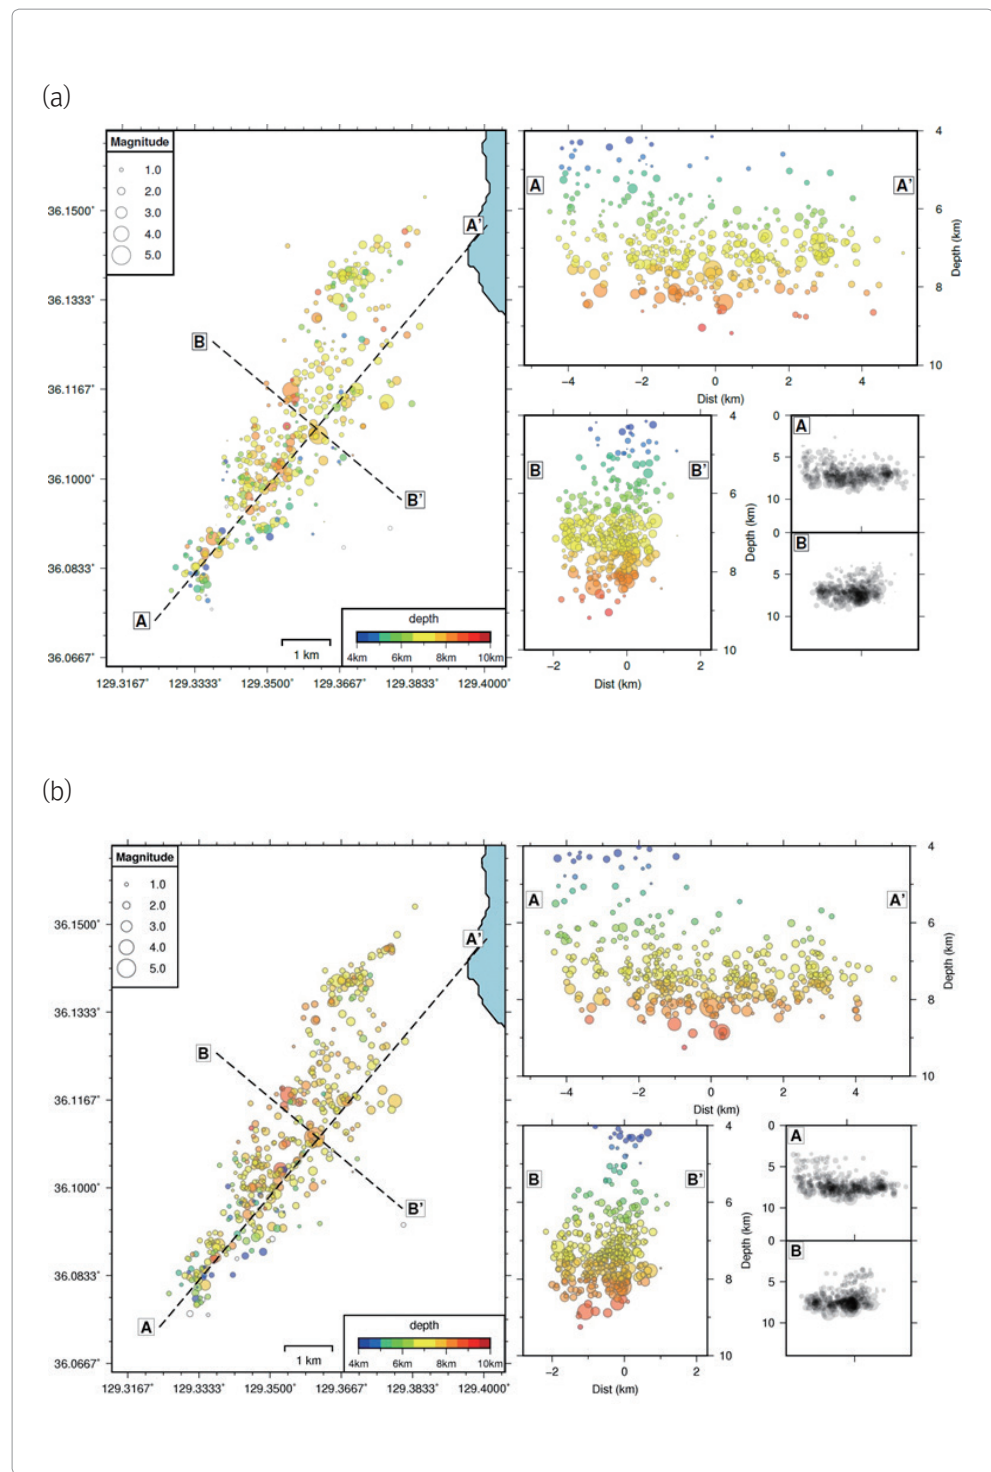 (a)
Magnitude
1.0
2.0
3.0
4.0
5.0
36.1500°
36.1333°
36.1167°
36.1000°
36.0833°
36.0667°
A'
B
B'
A
depth
4km 6km 8km 10km
1 km
129.3167° 129.3333° 129.3500° 129.3667° 129.3833° 129.4000°
A A'
4
6
8
10
Depth (km)
−4 −2 0 2 4
Dist (km)
B B'
4
6
8
10
Depth (km)
−2 0 2
Dist (km)
A
0
5
10
0
B
5
10
(b)
Magnitude
1.0
2.0
3.0
4.0
5.0
36.1500°
36.1333°
36.1167°
36.1000°
36.0833°
36.0667°
A'
B
B'
A
depth
4km 6km 8km 10km
1 km
129.3167° 129.3333° 129.3500° 129.3667° 129.3833° 129.4000°
A A'
4
6
8
10
Depth (km)
−4 −2 0 2 4
Dist (km)
B B'
4
6
8
10
Depth (km)
−2 0 2
Dist (km)
A
0
5
10
0
B
5
10